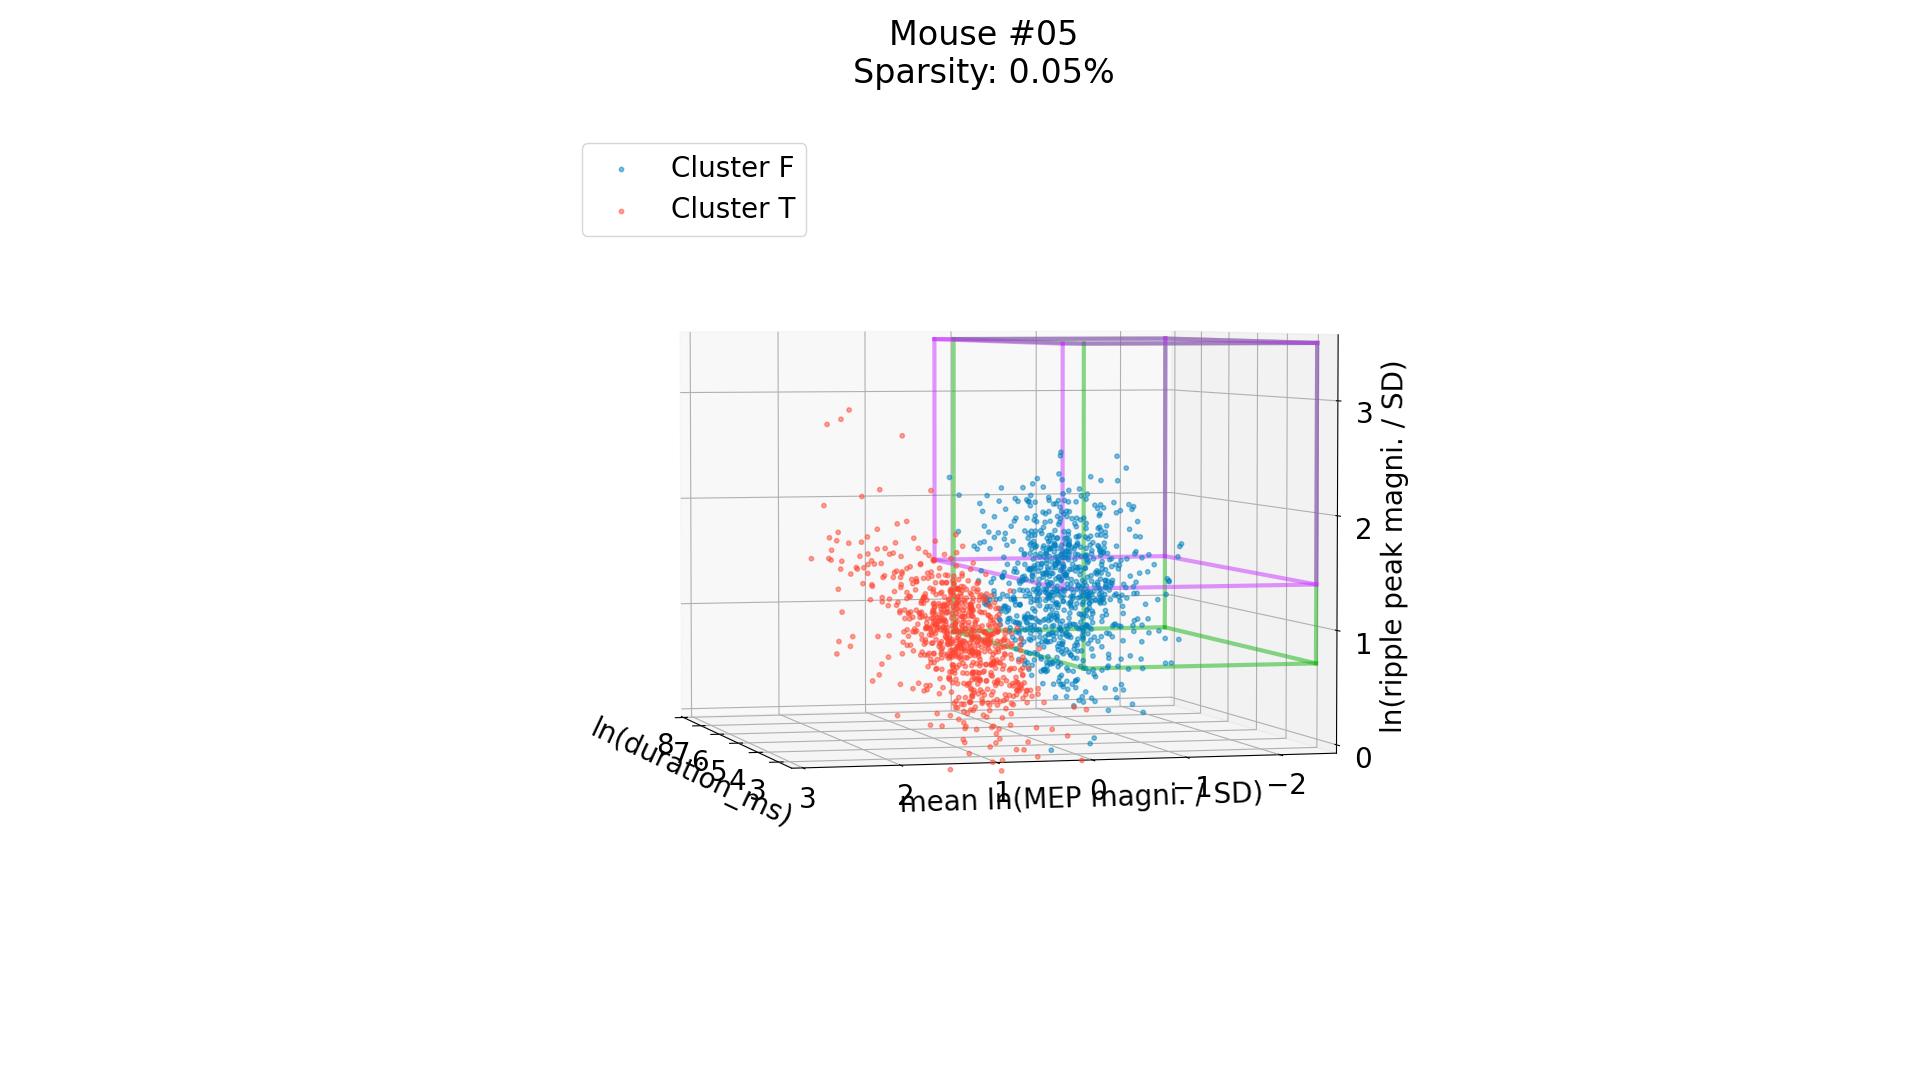 Mouse #05
Sparsity: 0.05%
Cluster F
Cluster T
3
2
1
0
ln(ripple peak magni. / SD)
8 7 6 5 4 3
ln(duration_ms)
3 2 1 0 −1 −2
mean ln(MEP magni. / SD)